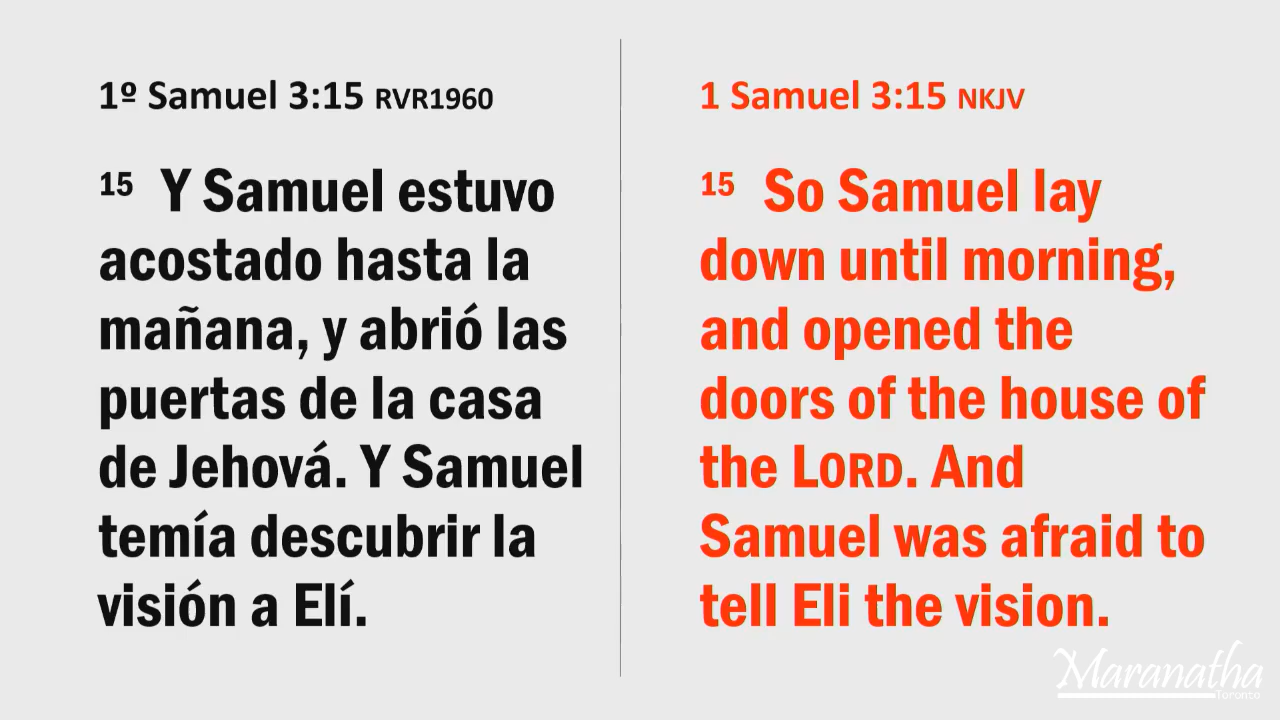 1º Samuel 3:15 RVR1960
15 Y Samuel estuvo
acostado hasta la
mañana, y abrió las
puertas de la casa
de Jehová. Y Samuel
temía descubrir la
visión a Elí.
1 Samuel 3:15 NKJV
15 So Samuel lay
down until morning,
and opened the
doors of the house of
the LORD. And
Samuel was afraid to
tell Eli the vision.
Maranatha
Toronto